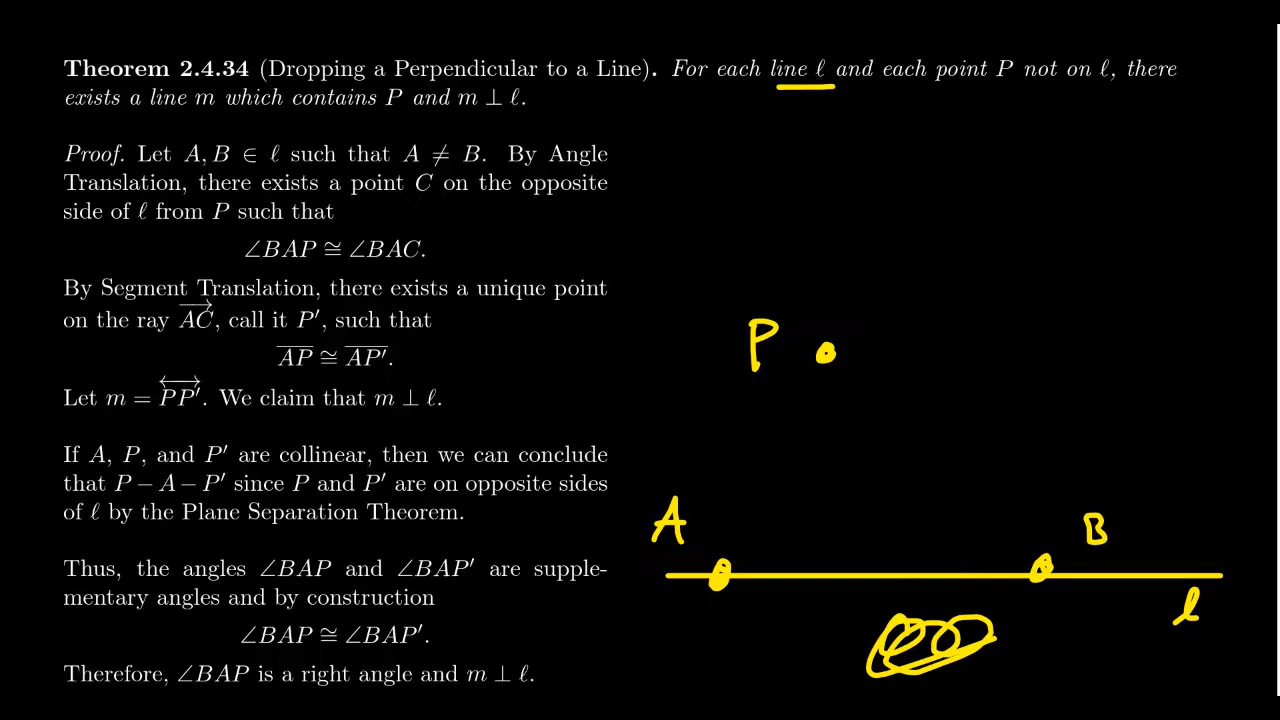 Theorem 2.4.34 (Dropping a Perpendicular to a Line). For each line ℓ and each point P not on ℓ, there
exists a line m which contains P and m ⊥ ℓ.
Proof. Let A, B ∈ ℓ such that A ≠ B. By Angle
Translation, there exists a point C on the opposite
side of ℓ from P such that
∠BAP ≅ ∠BAC.
By Segment Translation, there exists a unique point
on the ray $\overrightarrow{AC}$, call it P′, such that
$\overline{AP} ≅ \overline{AP′}$.
Let m = $\overleftrightarrow{PP′}$. We claim that m ⊥ ℓ.
If A, P, and P′ are collinear, then we can conclude
that P − A − P′ since P and P′ are on opposite sides
of ℓ by the Plane Separation Theorem.
Thus, the angles ∠BAP and ∠BAP′ are supple-
mentary angles and by construction
∠BAP ≅ ∠BAP′.
Therefore, ∠BAP is a right angle and m ⊥ ℓ.
P
A
B
ℓ